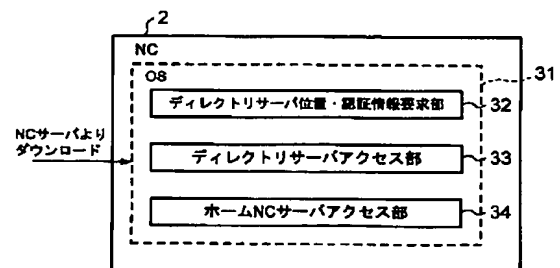 2
NC
OS
31
ディレクトリサーバ位置・認証情報要求部
32
NCサーバより
ダウンロード
ディレクトリサーバアクセス部
33
ホームNCサーバアクセス部
34